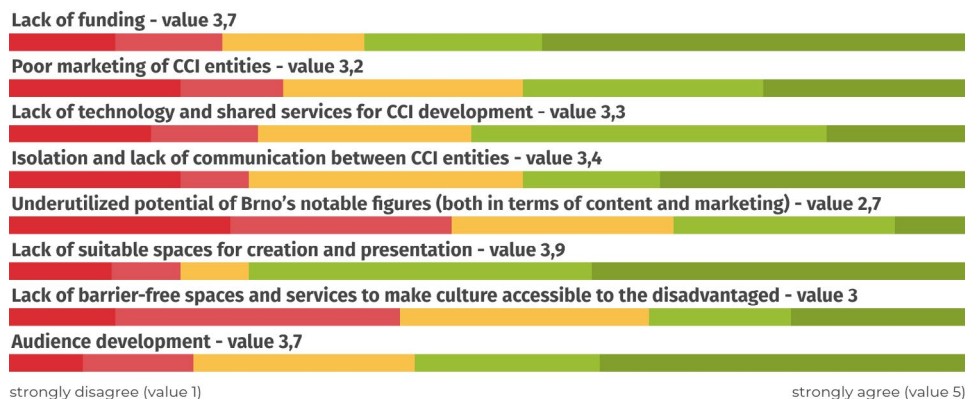 Lack of funding - value 3,7
Poor marketing of CCI entities - value 3,2
Lack of technology and shared services for CCI development - value 3,3
Isolation and lack of communication between CCI entities - value 3,4
Underutilized potential of Brno’s notable figures (both in terms of content and marketing) - value 2,7
Lack of suitable spaces for creation and presentation - value 3,9
Lack of barrier-free spaces and services to make culture accessible to the disadvantaged - value 3
Audience development - value 3,7
strongly disagree (value 1) strongly agree (value 5)